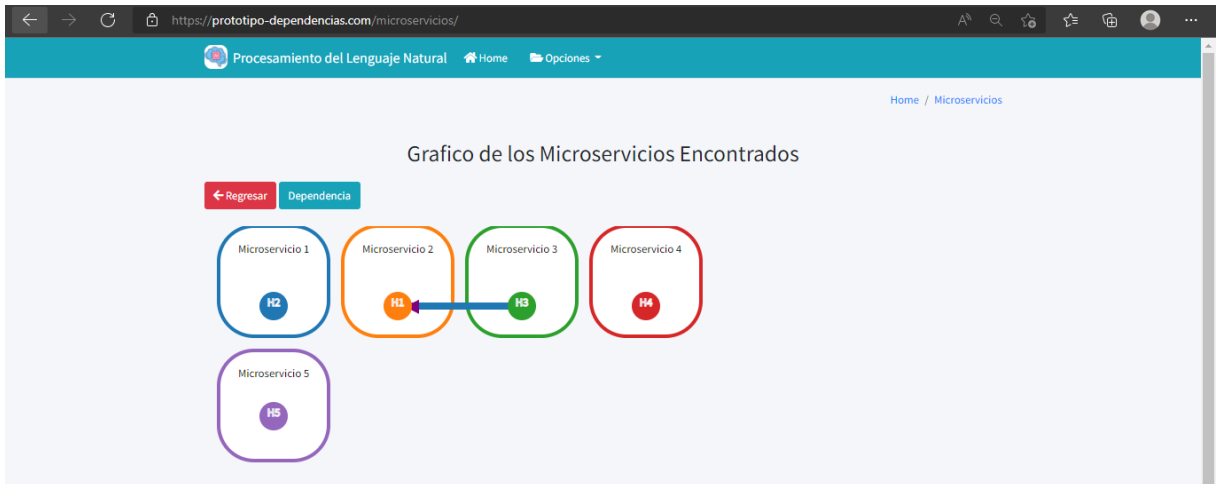 https://prototipo-dependencias.com/microservicios/
Procesamiento del Lenguaje Natural Home Opciones
Home / Microservicios
Grafico de los Microservicios Encontrados
Regresar Dependencia
Microservicio 1 Microservicio 2 Microservicio 3 Microservicio 4
H2 H1 H3 H4
Microservicio 5
H5